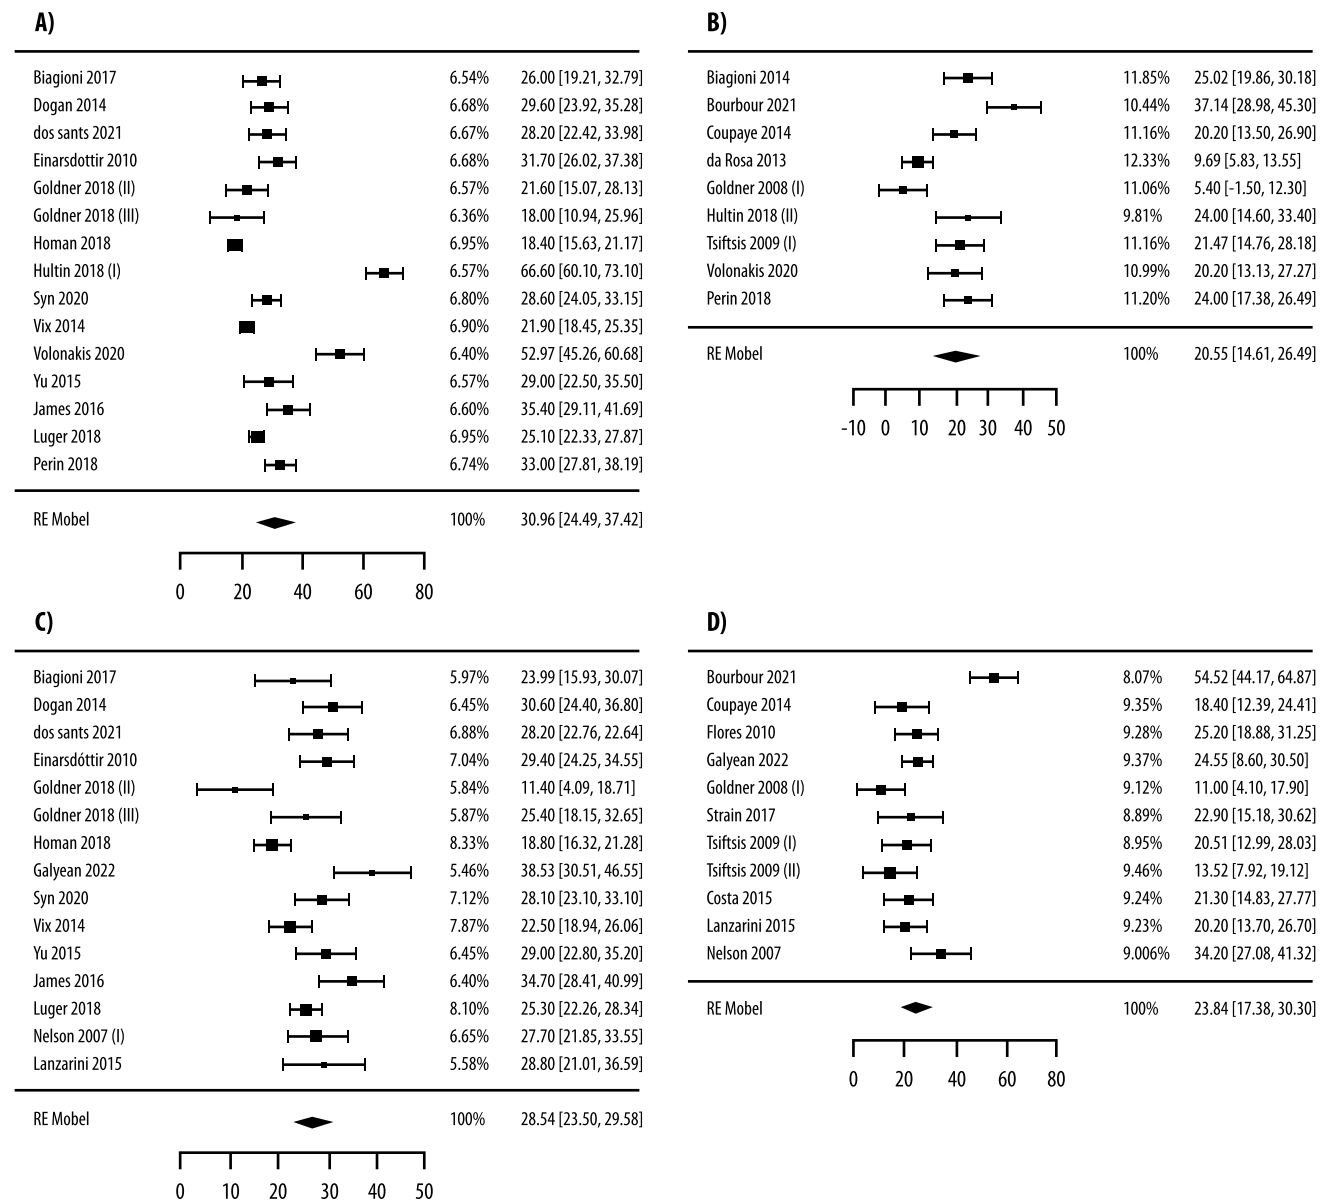 A)
Biagioni 2017 6.54% 26.00 [19.21, 32.79]
Dogan 2014 6.68% 29.60 [23.92, 35.28]
dos sants 2021 6.67% 28.20 [22.42, 33.98]
Einarsdottir 2010 6.68% 31.70 [26.02, 37.38]
Goldner 2018 (II) 6.57% 21.60 [15.07, 28.13]
Goldner 2018 (III) 6.36% 18.00 [10.94, 25.96]
Homan 2018 6.95% 18.40 [15.63, 21.17]
Hultin 2018 (I) 6.57% 66.60 [60.10, 73.10]
Syn 2020 6.80% 28.60 [24.05, 33.15]
Vix 2014 6.90% 21.90 [18.45, 25.35]
Volonakis 2020 6.40% 52.97 [45.26, 60.68]
Yu 2015 6.57% 29.00 [22.50, 35.50]
James 2016 6.60% 35.40 [29.11, 41.69]
Luger 2018 6.95% 25.10 [22.33, 27.87]
Perin 2018 6.74% 33.00 [27.81, 38.19]
RE Mobel 100% 30.96 [24.49, 37.42]
0 20 40 60 80
B)
Biagioni 2014 11.85% 25.02 [19.86, 30.18]
Bourbour 2021 10.44% 37.14 [28.98, 45.30]
Coupaye 2014 11.16% 20.20 [13.50, 26.90]
da Rosa 2013 12.33% 9.69 [5.83, 13.55]
Goldner 2008 (I) 11.06% 5.40 [-1.50, 12.30]
Hultin 2018 (II) 9.81% 24.00 [14.60, 33.40]
Tsiftsis 2009 (I) 11.16% 21.47 [14.76, 28.18]
Volonakis 2020 10.99% 20.20 [13.13, 27.27]
Perin 2018 11.20% 24.00 [17.38, 26.49]
RE Mobel 100% 20.55 [14.61, 26.49]
-10 0 10 20 30 40 50
C)
Biagioni 2017 5.97% 23.99 [15.93, 30.07]
Dogan 2014 6.45% 30.60 [24.40, 36.80]
dos sants 2021 6.88% 28.20 [22.76, 22.64]
Einarsdóttir 2010 7.04% 29.40 [24.25, 34.55]
Goldner 2018 (II) 5.84% 11.40 [4.09, 18.71]
Goldner 2018 (III) 5.87% 25.40 [18.15, 32.65]
Homan 2018 8.33% 18.80 [16.32, 21.28]
Galyean 2022 5.46% 38.53 [30.51, 46.55]
Syn 2020 7.12% 28.10 [23.10, 33.10]
Vix 2014 7.87% 22.50 [18.94, 26.06]
Yu 2015 6.45% 29.00 [22.80, 35.20]
James 2016 6.40% 34.70 [28.41, 40.99]
Luger 2018 8.10% 25.30 [22.26, 28.34]
Nelson 2007 (I) 6.65% 27.70 [21.85, 33.55]
Lanzarini 2015 5.58% 28.80 [21.01, 36.59]
RE Mobel 100% 28.54 [23.50, 29.58]
0 10 20 30 40 50
D)
Bourbour 2021 8.07% 54.52 [44.17, 64.87]
Coupaye 2014 9.35% 18.40 [12.39, 24.41]
Flores 2010 9.28% 25.20 [18.88, 31.25]
Galyean 2022 9.37% 24.55 [8.60, 30.50]
Goldner 2008 (I) 9.12% 11.00 [4.10, 17.90]
Strain 2017 8.89% 22.90 [15.18, 30.62]
Tsiftsis 2009 (I) 8.95% 20.51 [12.99, 28.03]
Tsiftsis 2009 (II) 9.46% 13.52 [7.92, 19.12]
Costa 2015 9.24% 21.30 [14.83, 27.77]
Lanzarini 2015 9.23% 20.20 [13.70, 26.70]
Nelson 2007 9.006% 34.20 [27.08, 41.32]
RE Mobel 100% 23.84 [17.38, 30.30]
0 20 40 60 80